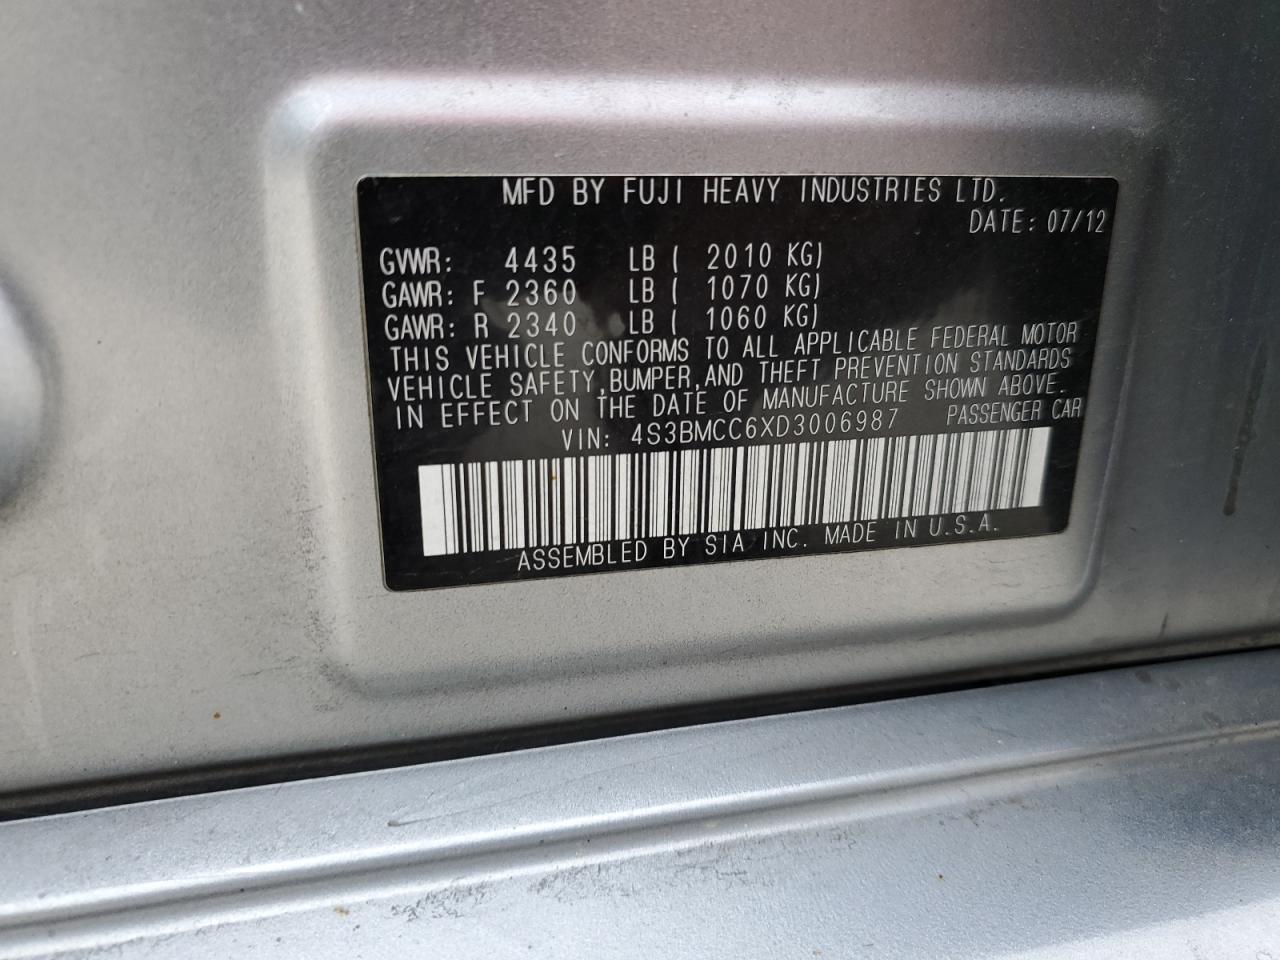 MFD BY FUJI HEAVY INDUSTRIES LTD.
DATE: 07/12
GVWR: 4435 LB ( 2010 KG)
GAWR: F 2360 LB ( 1070 KG)
GAWR: R 2340 LB ( 1060 KG)
THIS VEHICLE CONFORMS TO ALL APPLICABLE FEDERAL MOTOR
VEHICLE SAFETY, BUMPER, AND THEFT PREVENTION STANDARDS
IN EFFECT ON THE DATE OF MANUFACTURE SHOWN ABOVE.
VIN: 4S3BMCC6XD3006987 PASSENGER CAR
ASSEMBLED BY SIA INC. MADE IN U.S.A.